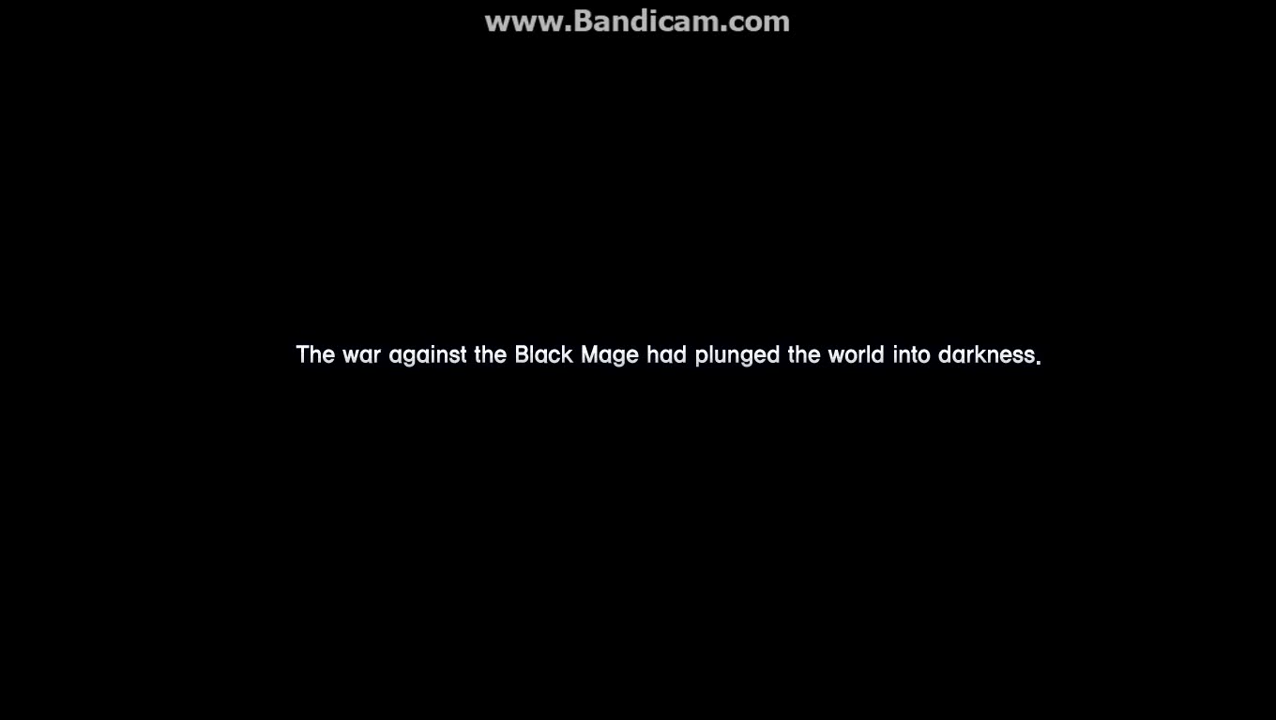 www.Bandicam.com
The war against the Black Mage had plunged the world into darkness.